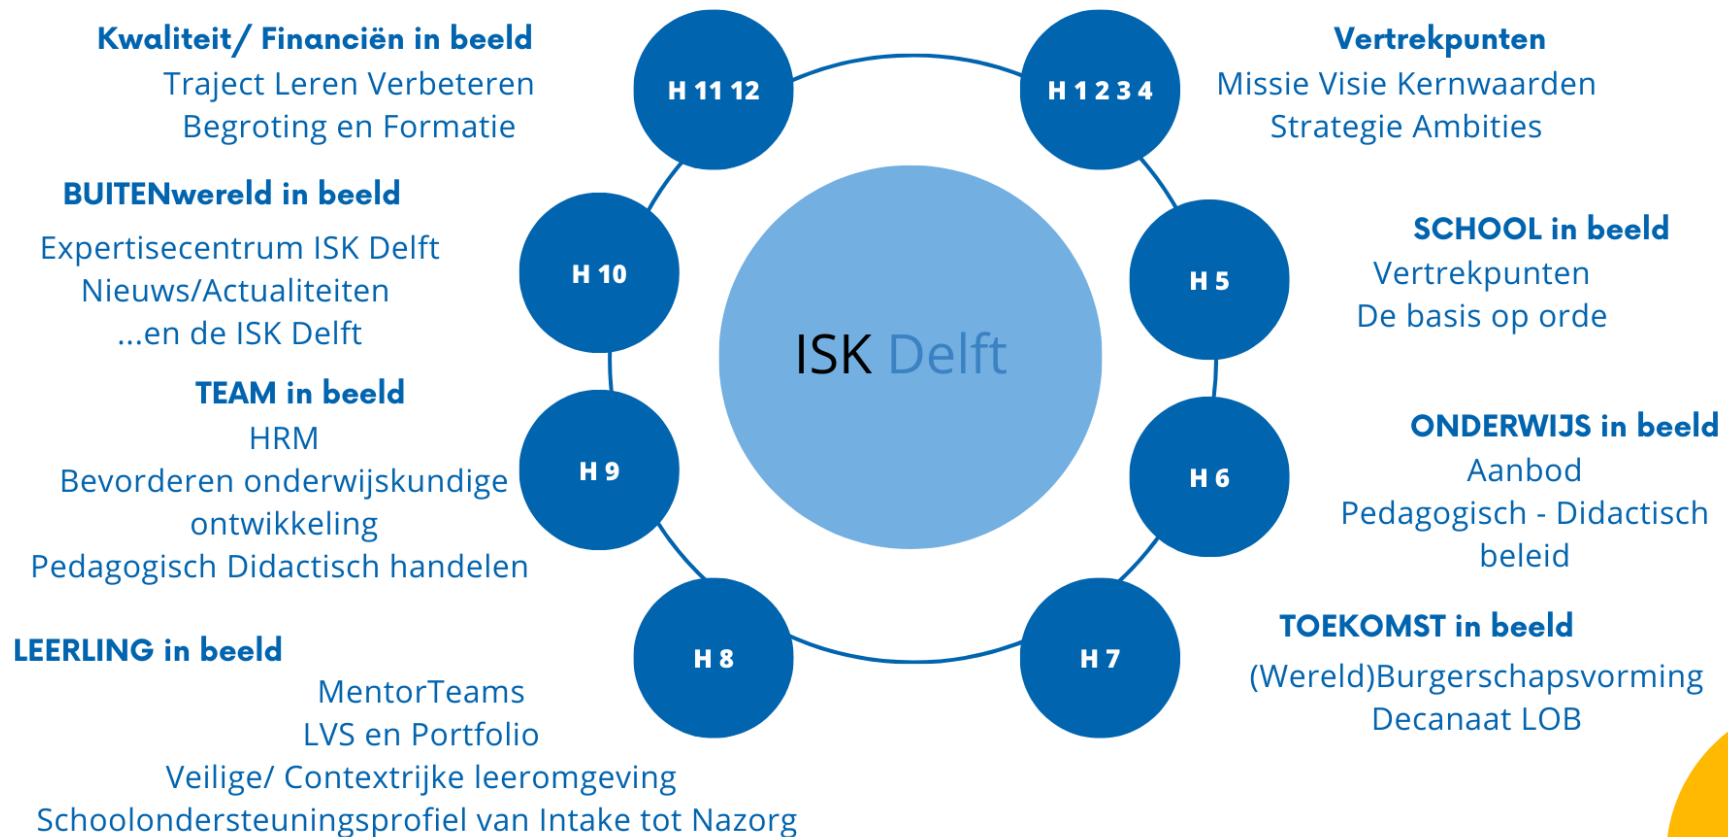 Kwaliteit/ Financiën in beeld
Traject Leren Verbeteren
Begroting en Formatie
H 11 12
H 1 2 3 4
Vertrekpunten
Missie Visie Kernwaarden
Strategie Ambities
BUITENwereld in beeld
Expertisecentrum ISK Delft
Nieuws/Actualiteiten
...en de ISK Delft
H 10
H 5
SCHOOL in beeld
Vertrekpunten
De basis op orde
ISK Delft
TEAM in beeld
HRM
Bevorderen onderwijskundige
ontwikkeling
Pedagogisch Didactisch handelen
H 9
H 6
ONDERWIJS in beeld
Aanbod
Pedagogisch - Didactisch
beleid
LEERLING in beeld
MentorTeams
LVS en Portfolio
Veilige/ Contextrijke leeromgeving
Schoolondersteuningsprofiel van Intake tot Nazorg
H 8
H 7
TOEKOMST in beeld
(Wereld)Burgerschapsvorming
Decanaat LOB